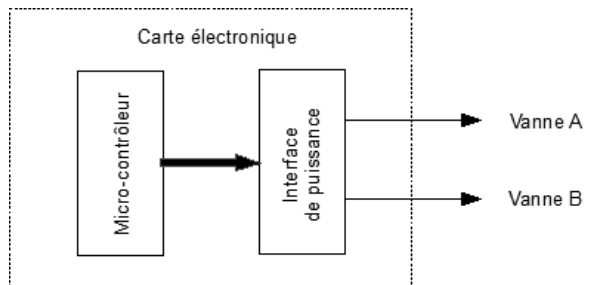 Carte électronique
Micro-contrôleur
Interface
de puissance
Vanne A
Vanne B